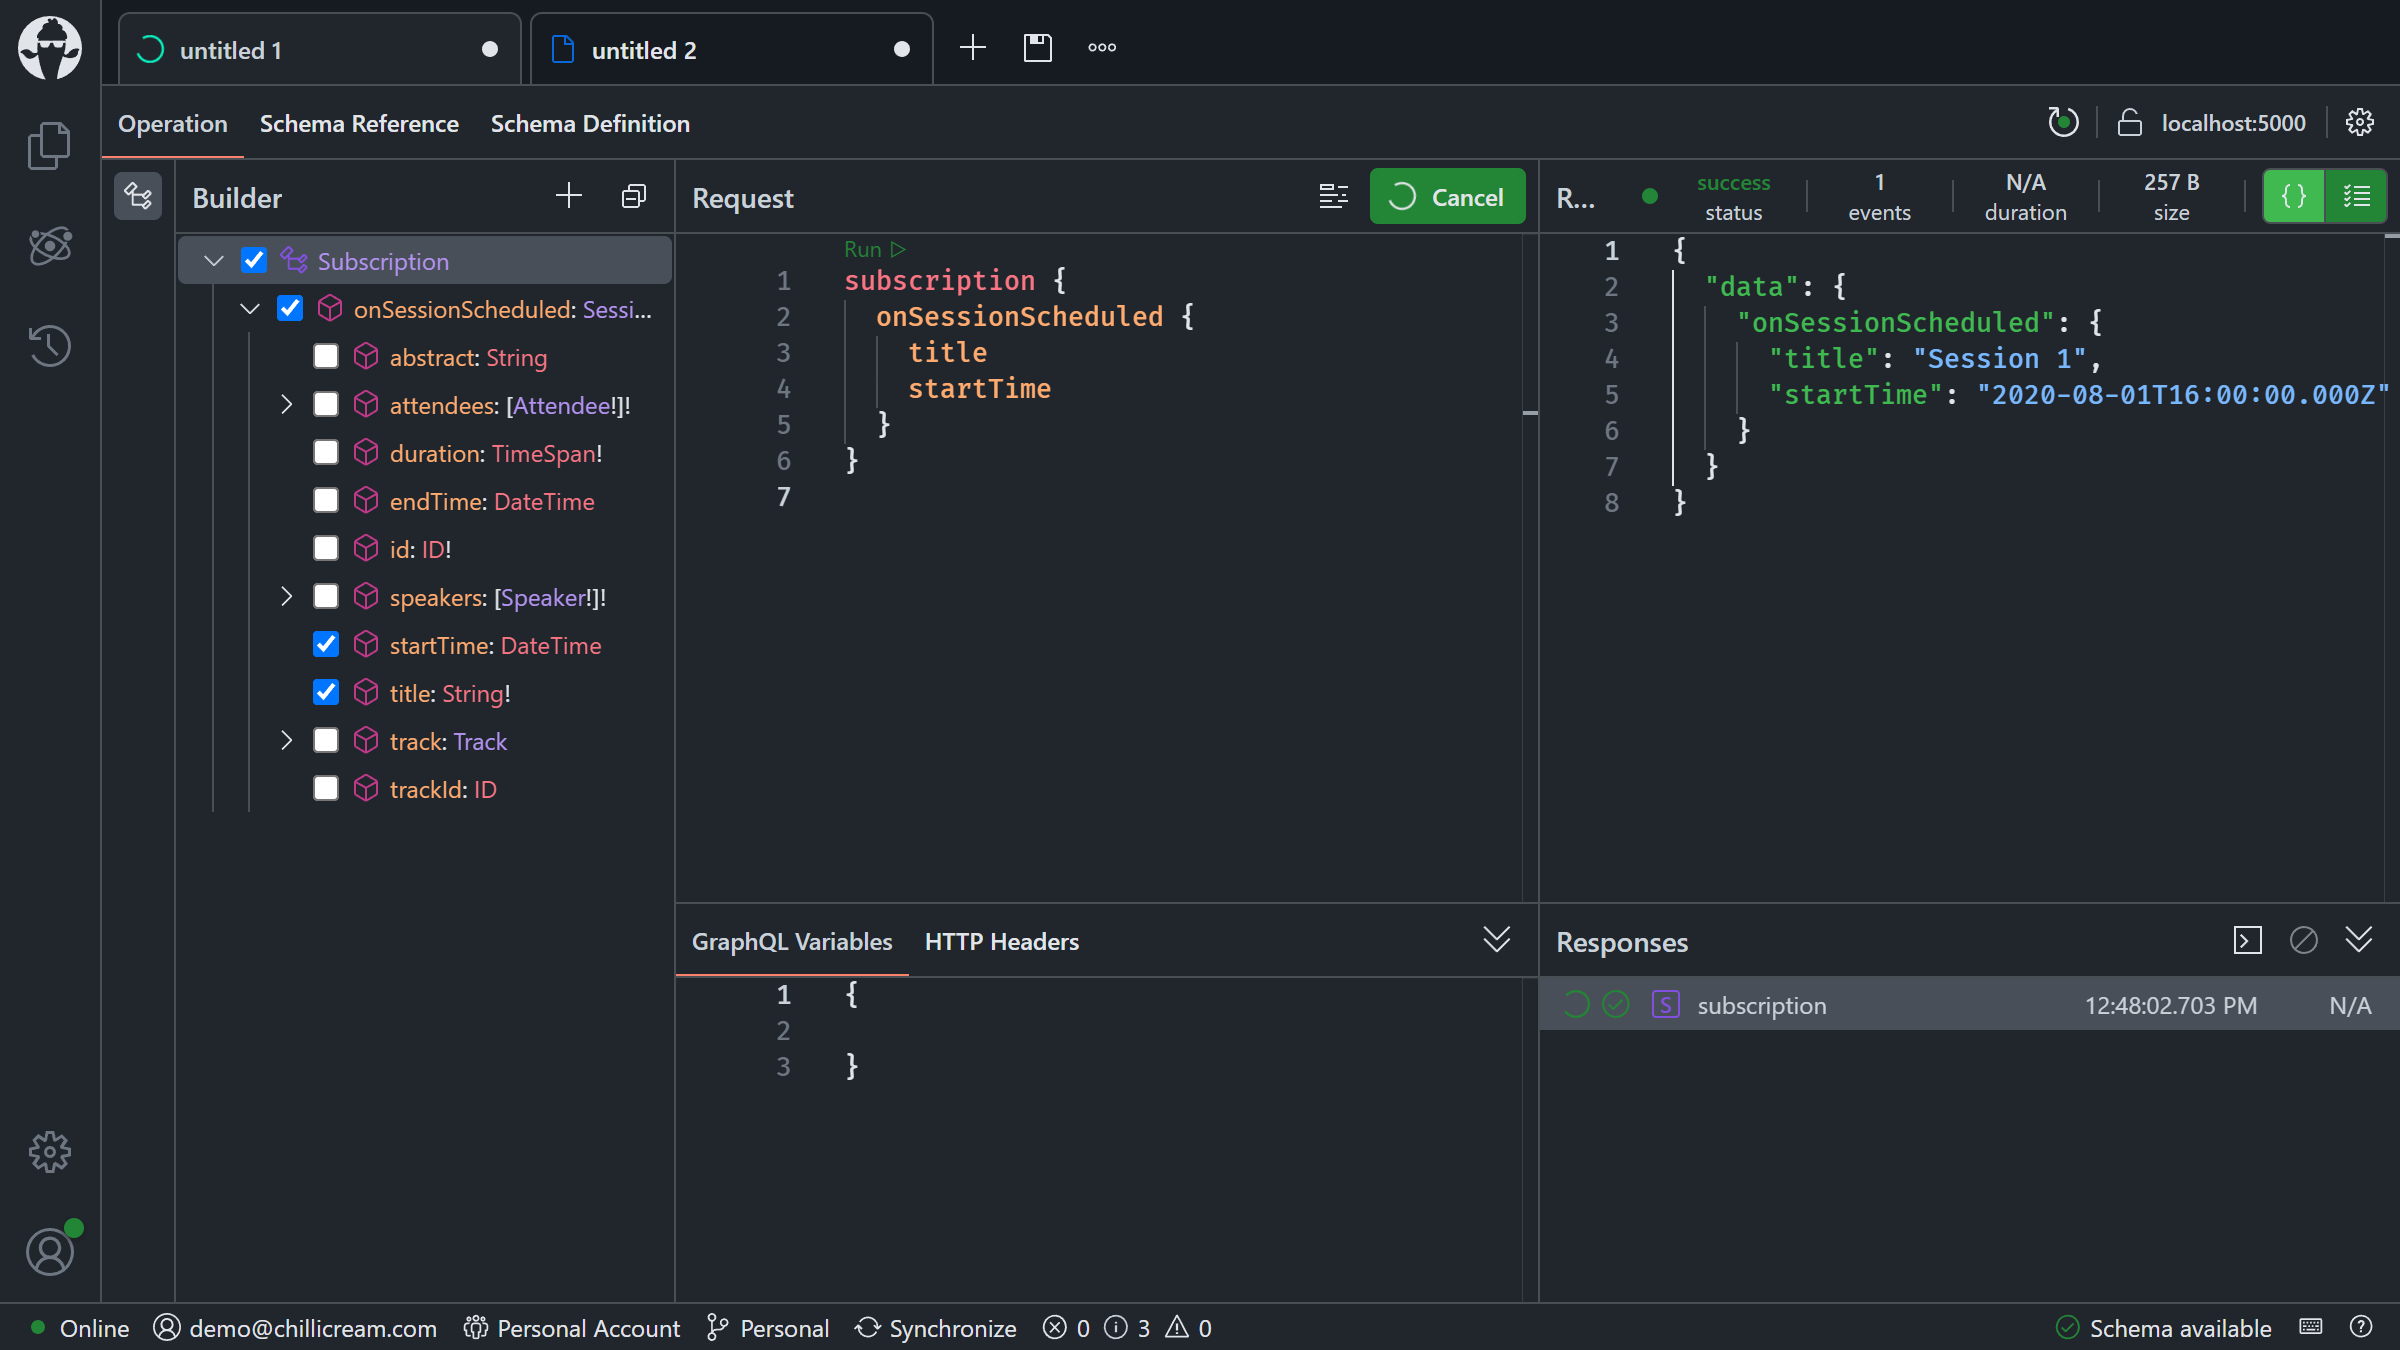 untitled 1
untitled 2
Operation
Schema Reference
Schema Definition
localhost:5000
Builder
Subscription
onSessionScheduled: Sessi...
abstract: String
attendees: [Attendee!]!
duration: TimeSpan!
endTime: DateTime
id: ID!
speakers: [Speaker!]!
startTime: DateTime
title: String!
track: Track
trackId: ID
Request
Cancel
Run
1 subscription {
2 onSessionScheduled {
3 title
4 startTime
5 }
6 }
7
GraphQL Variables
HTTP Headers
1 {
2
3 }
R...
success
status
1
events
N/A
duration
257 B
size
{}
1 {
2 "data": {
3 "onSessionScheduled": {
4 "title": "Session 1",
5 "startTime": "2020-08-01T16:00:00.000Z"
6 }
7 }
8 }
Responses
S subscription 12:48:02.703 PM N/A
Online demo@chillicream.com Personal Account Personal Synchronize 0 3 0 Schema available